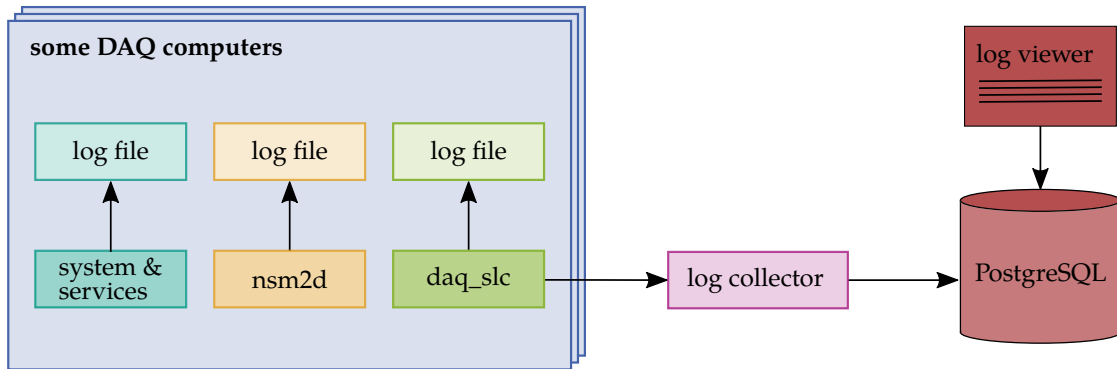 some DAQ computers
log viewer
log file
log file
log file
system &
services
nsm2d
daq_slc
log collector
PostgreSQL